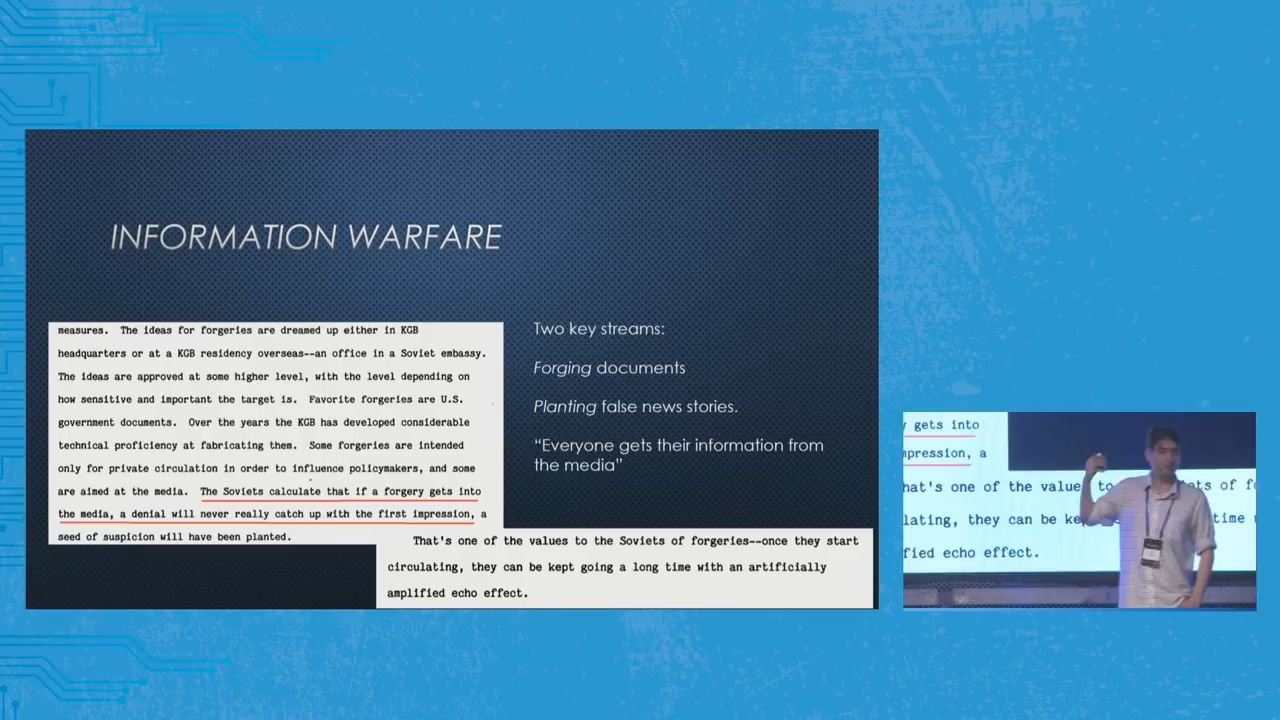 INFORMATION WARFARE
measures. The ideas for forgeries are dreamed up either in KGB
headquarters or at a KGB residency overseas--an office in a Soviet embassy.
The ideas are approved at some higher level, with the level depending on
how sensitive and important the target is. Favorite forgeries are U.S.
government documents. Over the years the KGB has developed considerable
technical proficiency at fabricating them. Some forgeries are intended
only for private circulation in order to influence policymakers, and some
are aimed at the media. The Soviets calculate that if a forgery gets into
the media, a denial will never really catch up with the first impression, a
seed of suspicion will have been planted.
Two key streams:
Forging documents
Planting false news stories.
“Everyone gets their information from
the media”
That's one of the values to the Soviets of forgeries--once they start
circulating, they can be kept going a long time with an artificially
amplified echo effect.
gets into
pression, a
hat's one of the value to ts of fo
lating, they can be ke time
fied echo effect.